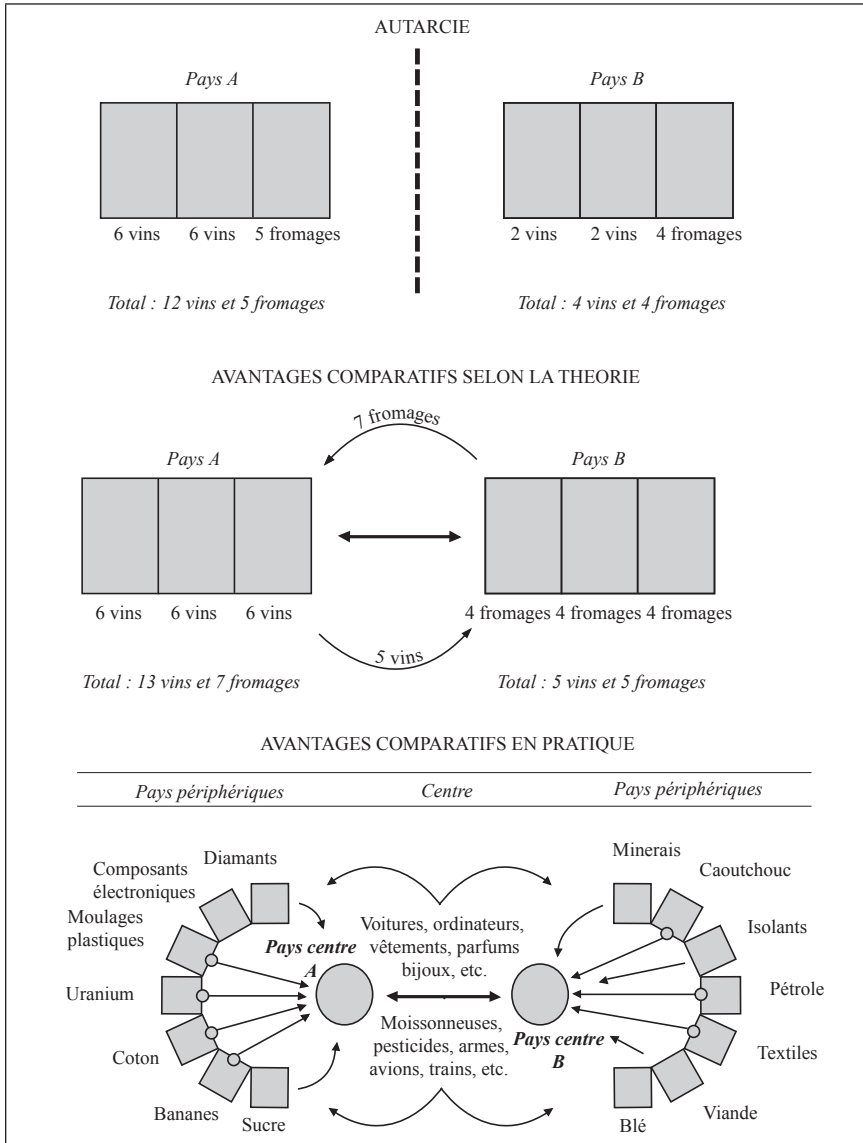 AUTARCIE
Pays A
Pays B
6 vins 6 vins 5 fromages
2 vins 2 vins 4 fromages
Total : 12 vins et 5 fromages
Total : 4 vins et 4 fromages
AVANTAGES COMPARATIFS SELON LA THEORIE
7 fromages
Pays A
Pays B
6 vins 6 vins 6 vins
4 fromages 4 fromages 4 fromages
5 vins
Total : 13 vins et 7 fromages
Total : 5 vins et 5 fromages
AVANTAGES COMPARATIFS EN PRATIQUE
Pays périphériques
Centre
Pays périphériques
Diamants
Composants
électroniques
Moulages
plastiques
Uranium
Coton
Bananes
Sucre
Pays centre
A
Voitures, ordinateurs,
vêtements, parfums
bijoux, etc.
Moissonneuses,
pesticides, armes,
avions, trains, etc.
Pays centre
B
Minerais
Caoutchouc
Isolants
Pétrole
Textiles
Viande
Blé